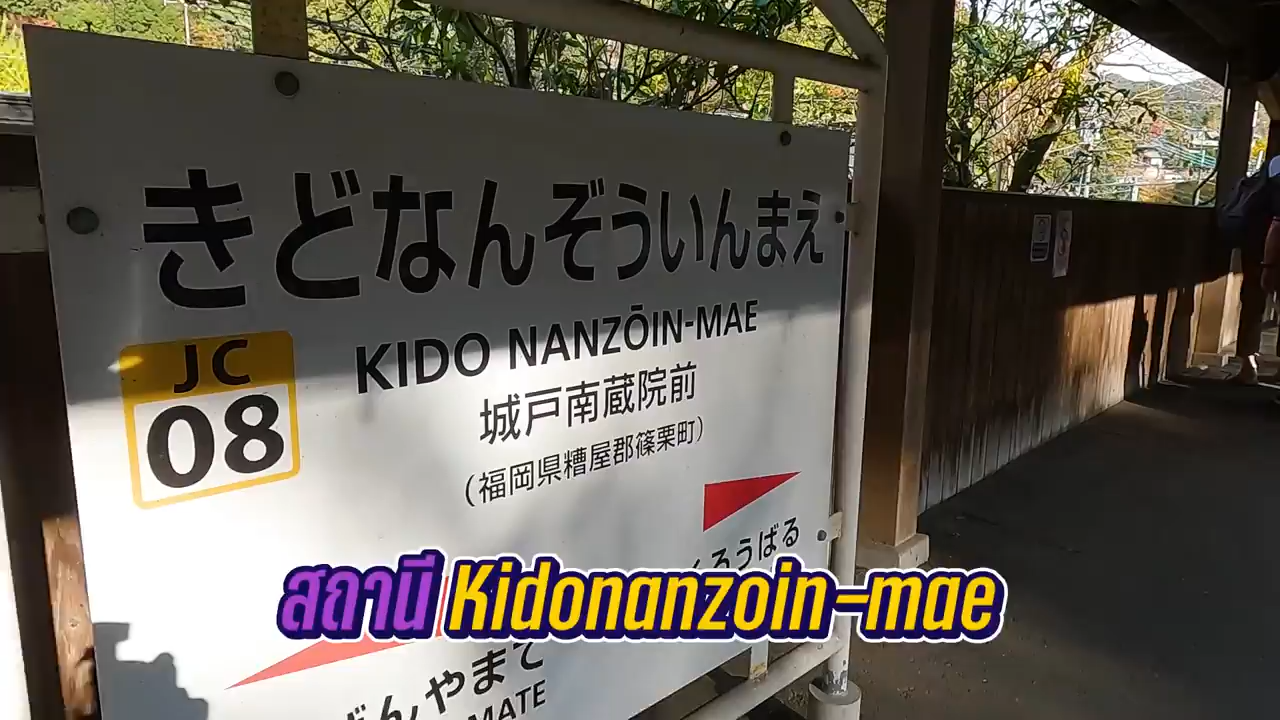 きどなんぞういんまえ
KIDO NANZŌIN-MAE
JC
08
城戸南蔵院前
(福岡県糟屋郡篠栗町)
ろうばる
สถานี Kidonanzoin-mae
んやまて
MATE